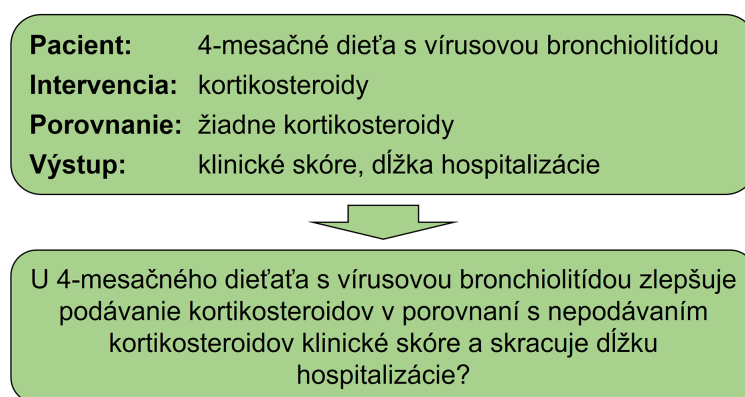 Pacient: 4-mesačné dieťa s vírusovou bronchiolitídou
Intervencia: kortikosteroidy
Porovnanie: žiadne kortikosteroidy
Výstup: klinické skóre, dĺžka hospitalizácie
U 4-mesačného dieťaťa s vírusovou bronchiolitídou zlepšuje
podávanie kortikosteroidov v porovnaní s nepodávaním
kortikosteroidov klinické skóre a skracuje dĺžku
hospitalizácie?